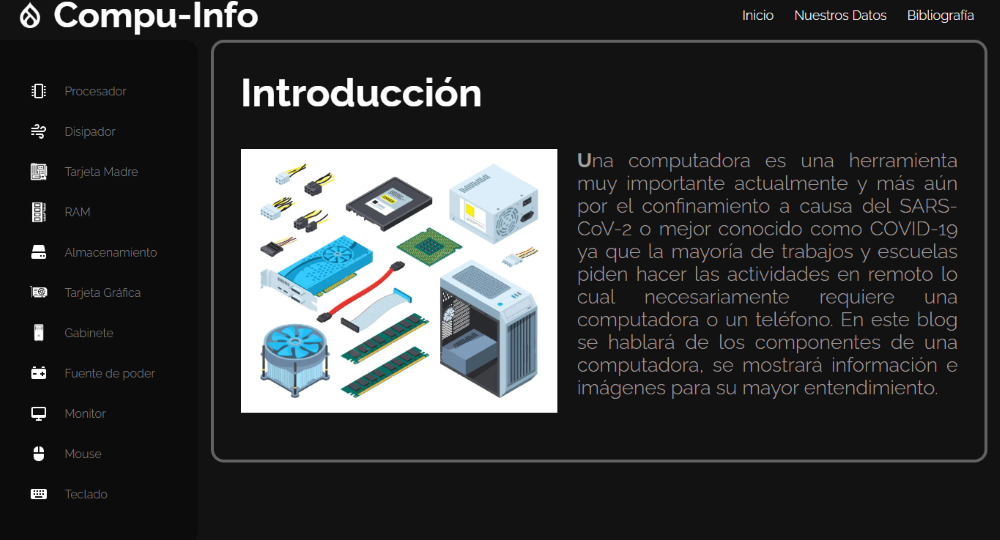 Compu-Info
Inicio
Nuestros Datos
Bibliografía
Procesador
Disipador
Tarjeta Madre
RAM
Almacenamiento
Tarjeta Gráfica
Gabinete
Fuente de poder
Monitor
Mouse
Teclado
Introducción
Una computadora es una herramienta
muy importante actualmente y más aún
por el confinamiento a causa del SARS-
CoV-2 o mejor conocido como COVID-19
ya que la mayoría de trabajos y escuelas
piden hacer las actividades en remoto lo
cual necesariamente requiere una
computadora o un teléfono. En este blog
se hablará de los componentes de una
computadora, se mostrará información e
imágenes para su mayor entendimiento.